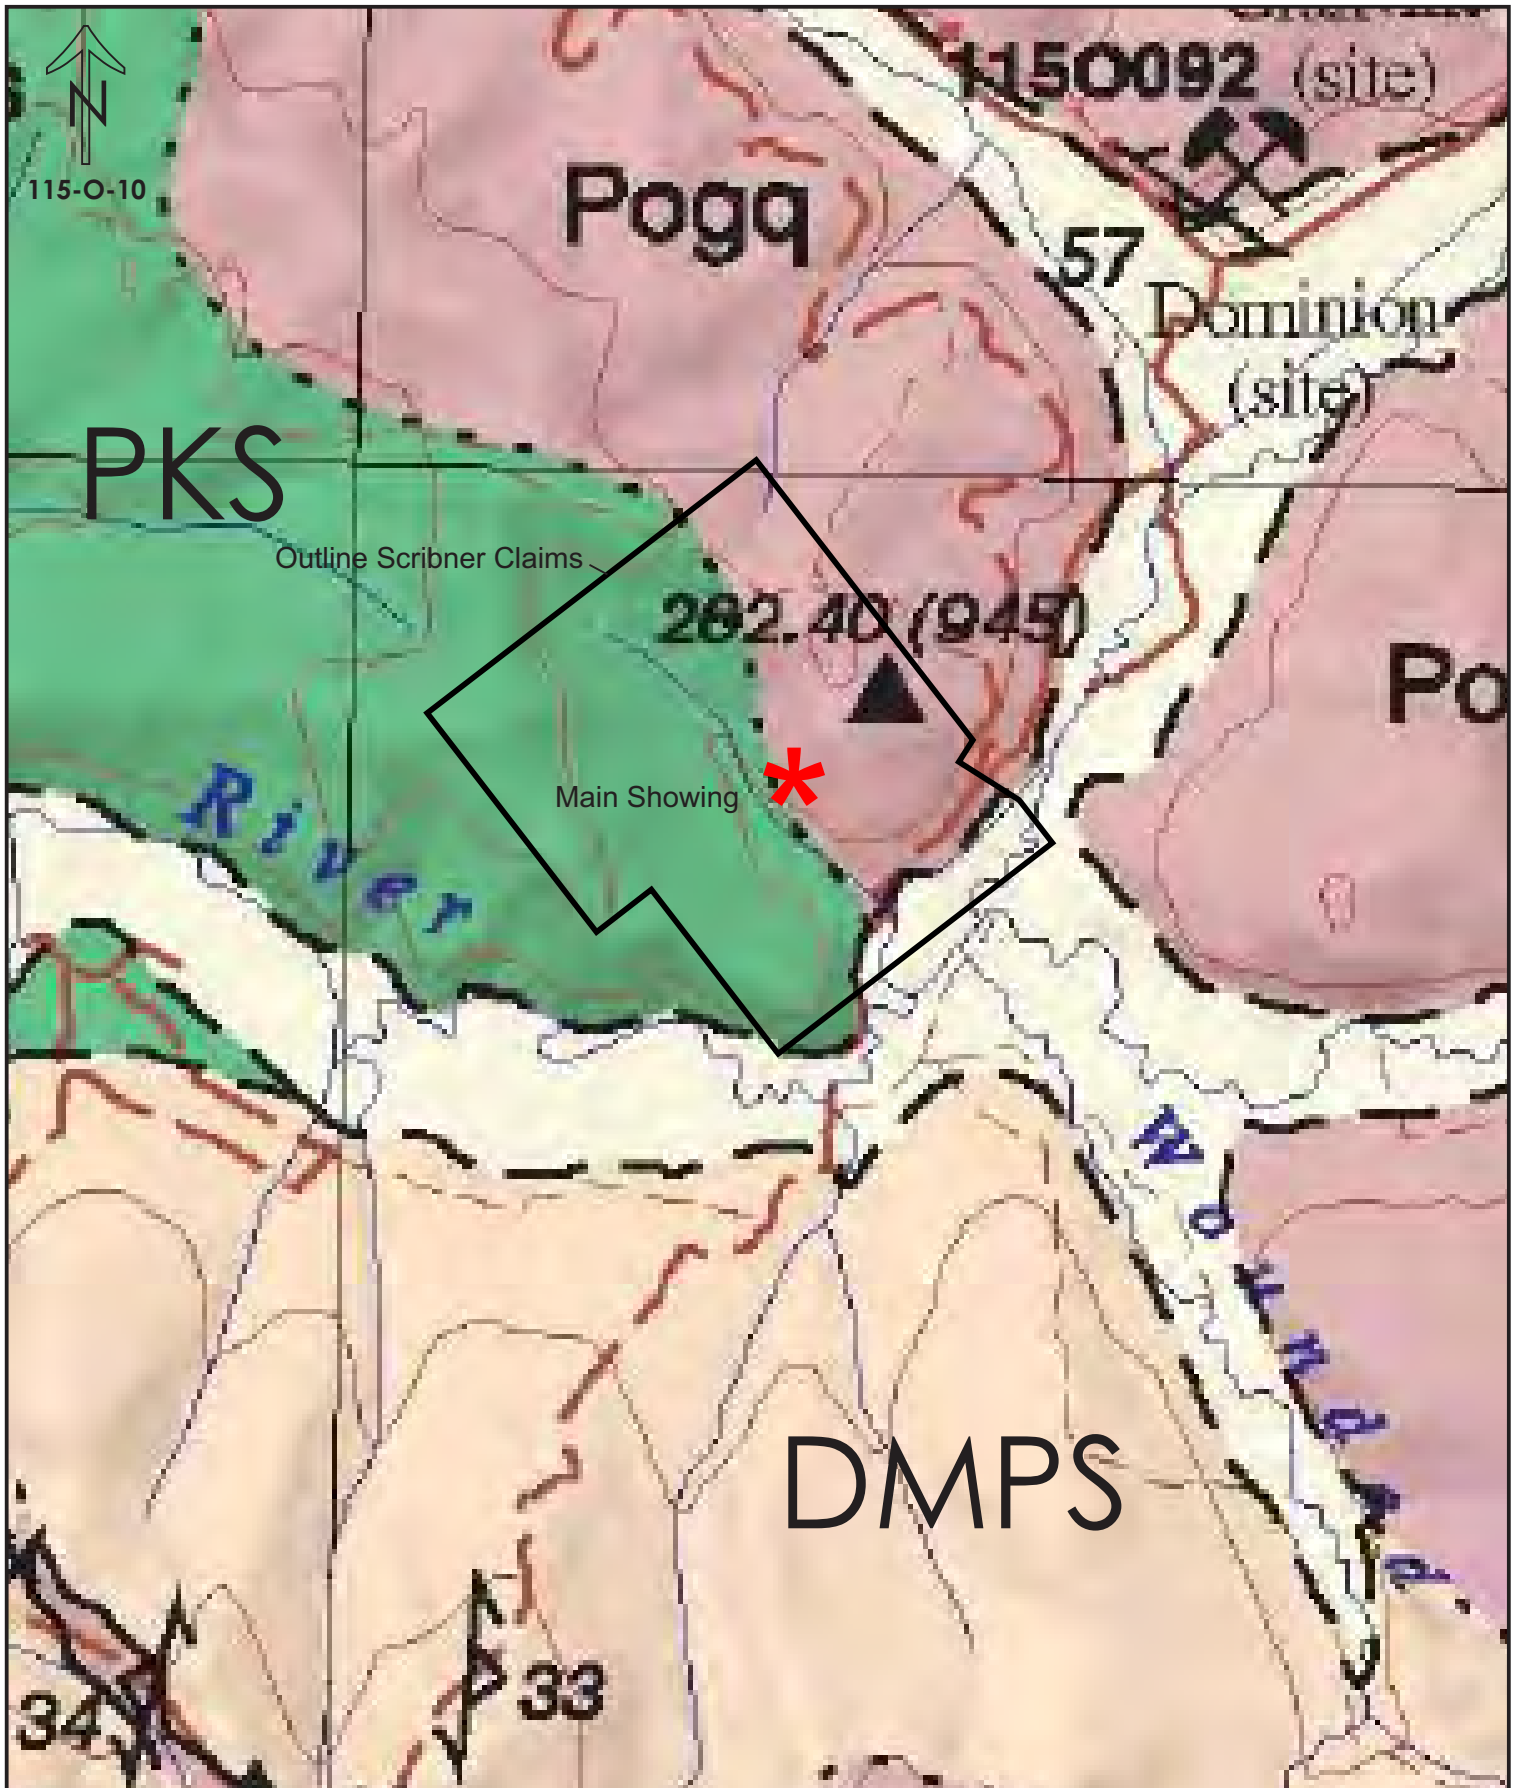 N
115-O-10
115O092 (site)
Pogq
57
Dominion
(site)
PKS
Outline Scribner Claims
262.40 (945)
Po
Main Showing
River
Wound
DMPS
33
34